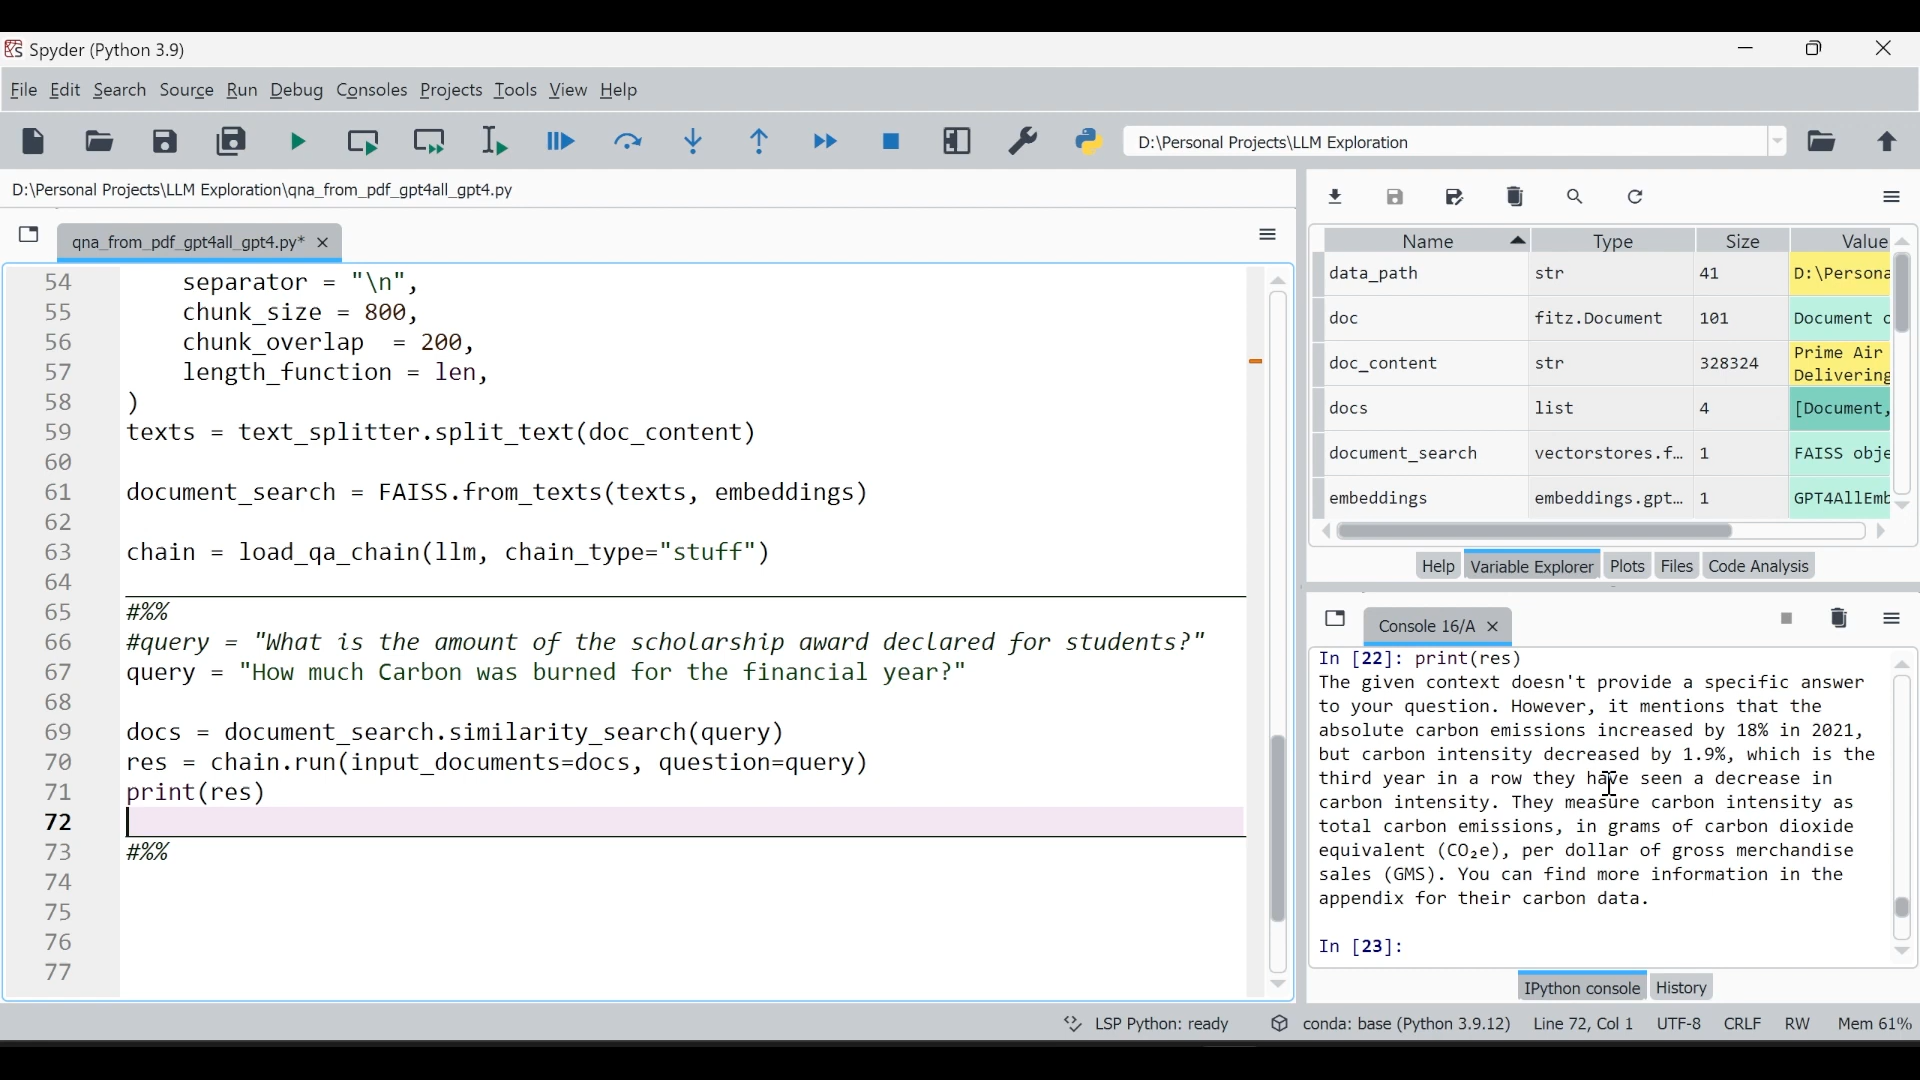 Spyder (Python 3.9)
File Edit Search Source Run Debug Consoles Projects Tools View Help
D:\Personal Projects\LLM Exploration
D:\Personal Projects\LLM Exploration\qna_from_pdf_gpt4all_gpt4.py
qna_from_pdf_gpt4all_gpt4.py*
54 separator = "\n",
55 chunk_size = 800,
56 chunk_overlap  = 200,
57 length_function = len,
58 )
59 texts = text_splitter.split_text(doc_content)
60
61 document_search = FAISS.from_texts(texts, embeddings)
62
63 chain = load_qa_chain(llm, chain_type="stuff")
64
65 #%%
66 #query = "What is the amount of the scholarship award declared for students?"
67 query = "How much Carbon was burned for the financial year?"
68
69 docs = document_search.similarity_search(query)
70 res = chain.run(input_documents=docs, question=query)
71 print(res)
72
73 #%%
74
75
76
77
Name Type Size Value
data_path str 41 D:\Persona
doc fitz.Document 101 Document c
doc_content str 328324 Prime Air
Delivering
docs list 4 [Document,
document_search vectorstores.f… 1 FAISS obje
embeddings embeddings.gpt… 1 GPT4AllEmb
Help Variable Explorer Plots Files Code Analysis
Console 16/A
In [22]: print(res)
The given context doesn't provide a specific answer
to your question. However, it mentions that the
absolute carbon emissions increased by 18% in 2021,
but carbon intensity decreased by 1.9%, which is the
third year in a row they have seen a decrease in
carbon intensity. They measure carbon intensity as
total carbon emissions, in grams of carbon dioxide
equivalent (CO₂e), per dollar of gross merchandise
sales (GMS). You can find more information in the
appendix for their carbon data.
In [23]:
IPython console History
LSP Python: ready conda: base (Python 3.9.12) Line 72, Col 1 UTF-8 CRLF RW Mem 61%